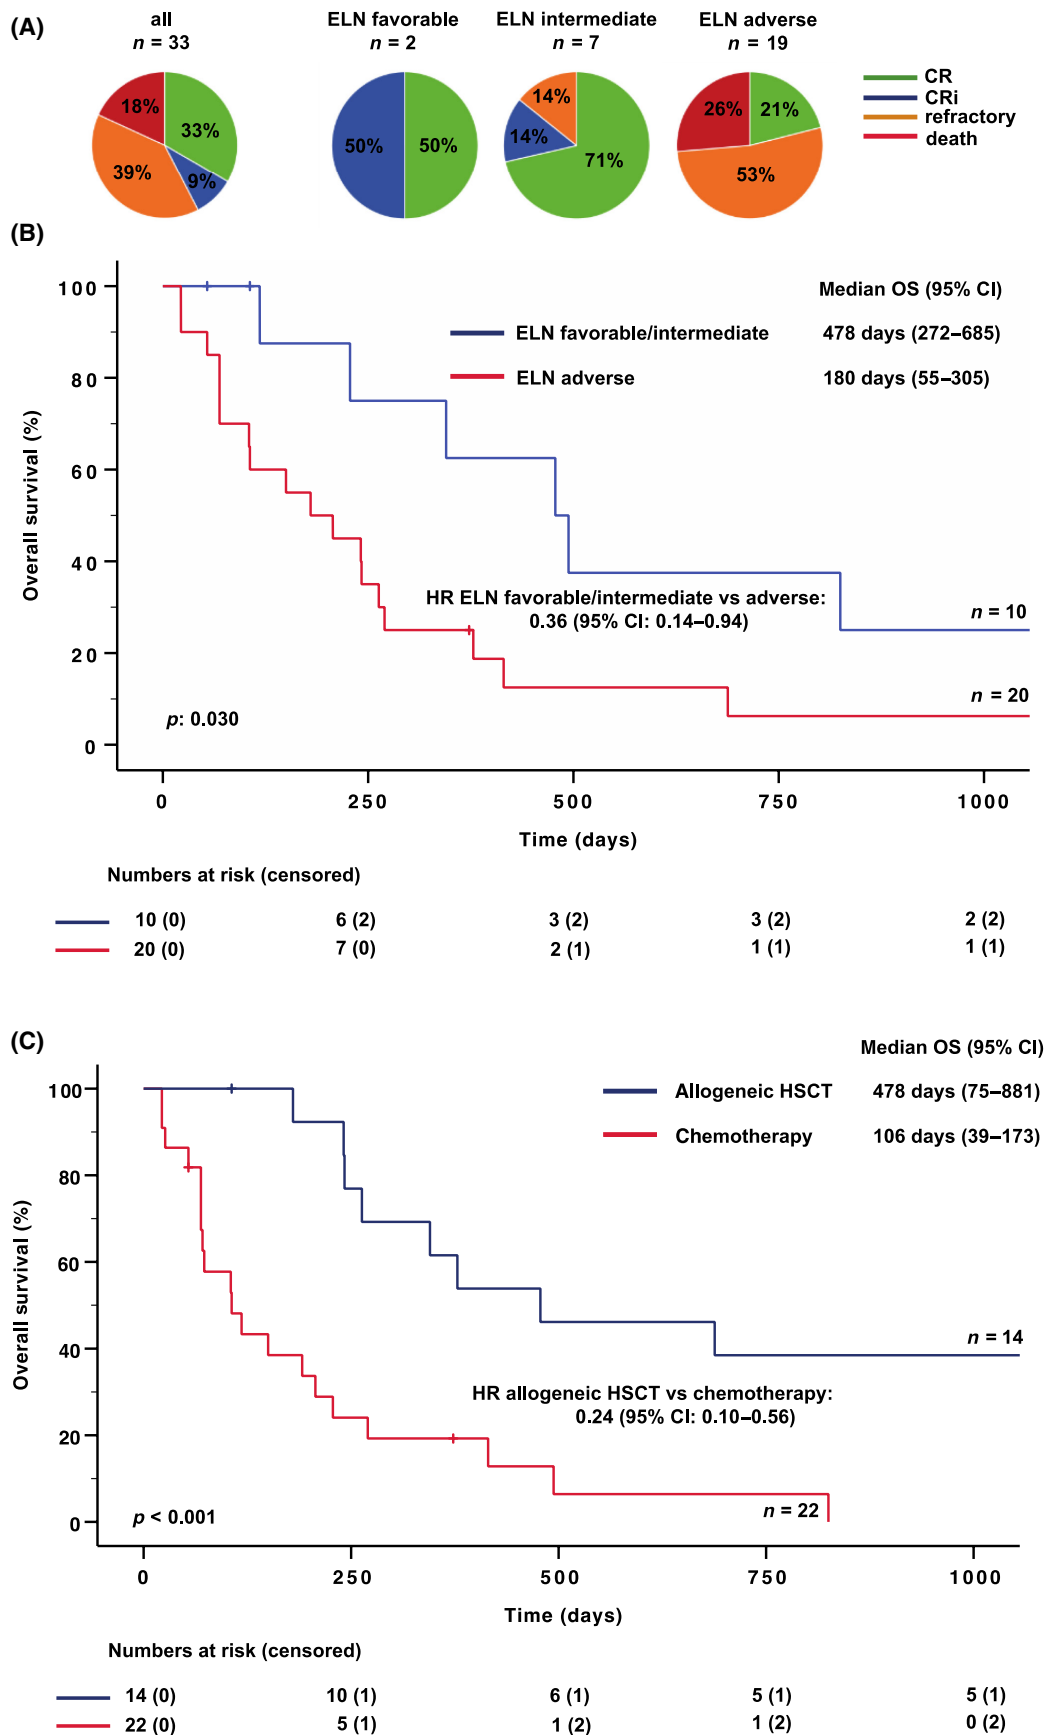 (A)
all
n = 33
ELN favorable
n = 2
ELN intermediate
n = 7
ELN adverse
n = 19
18%
33%
39%
9%
50%
50%
14%
14%
71%
26%
21%
53%
CR
CRi
refractory
death
(B)
Median OS (95% CI)
ELN favorable/intermediate 478 days (272–685)
ELN adverse 180 days (55–305)
Overall survival (%)
100
80
60
40
20
0
HR ELN favorable/intermediate vs adverse:
0.36 (95% CI: 0.14–0.94)
n = 10
n = 20
p: 0.030
0 250 500 750 1000
Time (days)
Numbers at risk (censored)
10 (0) 6 (2) 3 (2) 3 (2) 2 (2)
20 (0) 7 (0) 2 (1) 1 (1) 1 (1)
(C)
Median OS (95% CI)
Allogeneic HSCT 478 days (75–881)
Chemotherapy 106 days (39–173)
Overall survival (%)
100
80
60
40
20
0
n = 14
HR allogeneic HSCT vs chemotherapy:
0.24 (95% CI: 0.10–0.56)
n = 22
p < 0.001
0 250 500 750 1000
Time (days)
Numbers at risk (censored)
14 (0) 10 (1) 6 (1) 5 (1) 5 (1)
22 (0) 5 (1) 1 (2) 1 (2) 0 (2)